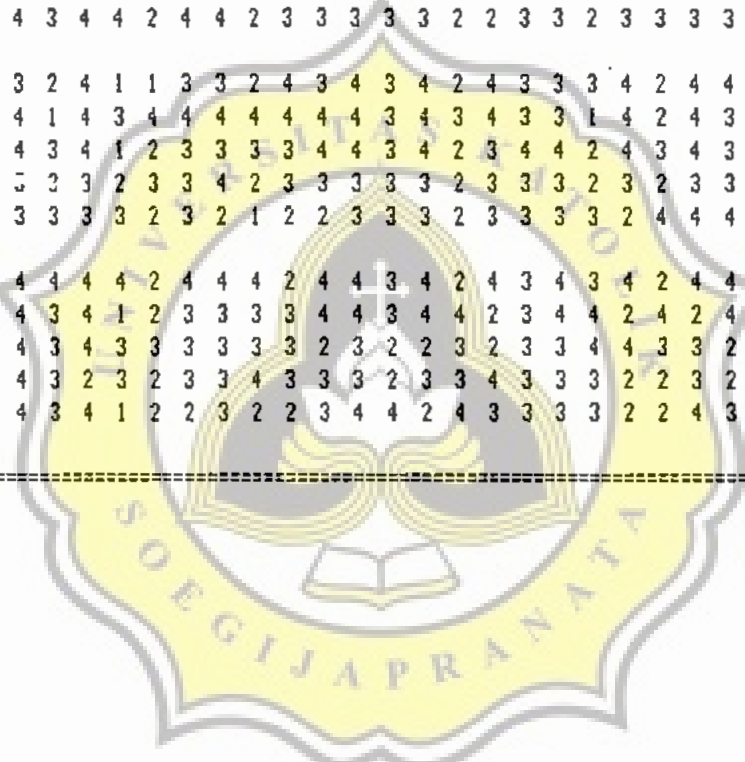 4 3 4 4 2 4 4 2 3 3 3 3 3 2 2 3 3 2 3 3 3 3
3 2 4 1 1 3 3 2 4 3 4 3 4 2 4 3 3 3 4 2 4 4
4 1 4 3 4 4 4 4 4 4 4 3 4 3 4 3 3 4 2 4 3
4 3 4 1 2 3 3 3 3 4 4 3 4 2 3 4 4 2 4 3 4 3
3 2 3 3 4 2 3 3 3 3 3 2 3 3 3 2 3 2 3 3
3 3 3 3 2 3 2 1 2 2 3 3 3 2 3 3 3 3 2 4 4 4
4 4 4 4 2 4 4 4 2 4 4 3 4 2 4 3 4 3 4 2 4 4
4 3 4 1 2 3 3 3 3 4 4 3 4 4 2 3 4 4 2 4 2 4
4 3 4 3 3 3 3 3 3 2 3 2 2 3 2 3 3 4 4 3 3 2
4 3 2 3 2 3 3 4 3 3 3 2 3 3 4 3 3 3 2 2 3 2
4 3 4 1 2 2 3 2 2 3 4 4 2 4 3 3 3 3 2 2 4 3
UNIVERSITAS KATOLIK
SOEGIJAPRANATA